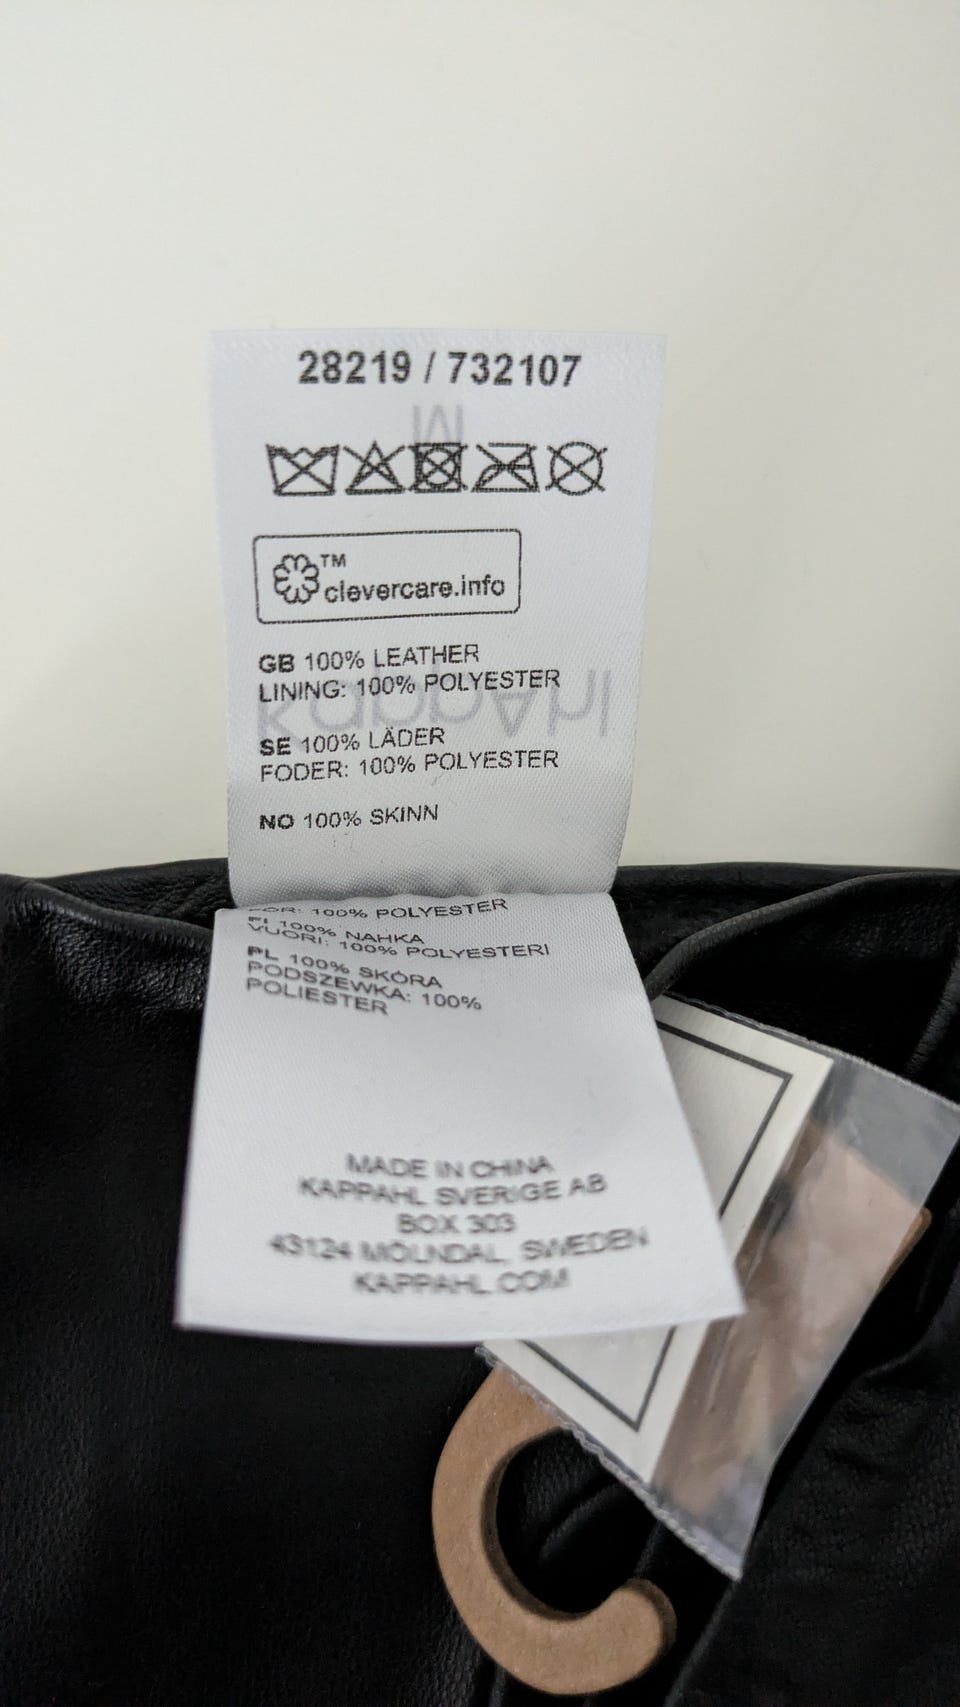 28219 / 732107
M
TM
clevercare.info
GB 100% LEATHER
LINING: 100% POLYESTER
KappAhl
SE 100% LÄDER
FODER: 100% POLYESTER
NO 100% SKINN
FÔR: 100% POLYESTER
FI 100% NAHKA
VUORI: 100% POLYESTERI
PL 100% SKÓRA
PODSZEWKA: 100%
POLIESTER
MADE IN CHINA
KAPPAHL SVERIGE AB
BOX 303
43124 MÖLNDAL, SWEDEN
KAPPAHL.COM